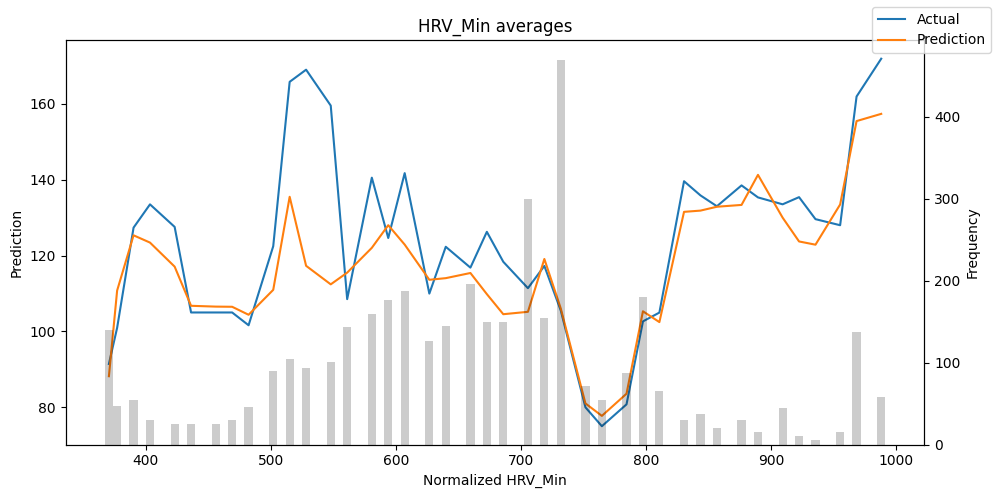 HRV_Min averages
Actual
Prediction
160
140
120
100
80
Prediction
400
300
200
100
0
Frequency
400 500 600 700 800 900 1000
Normalized HRV_Min